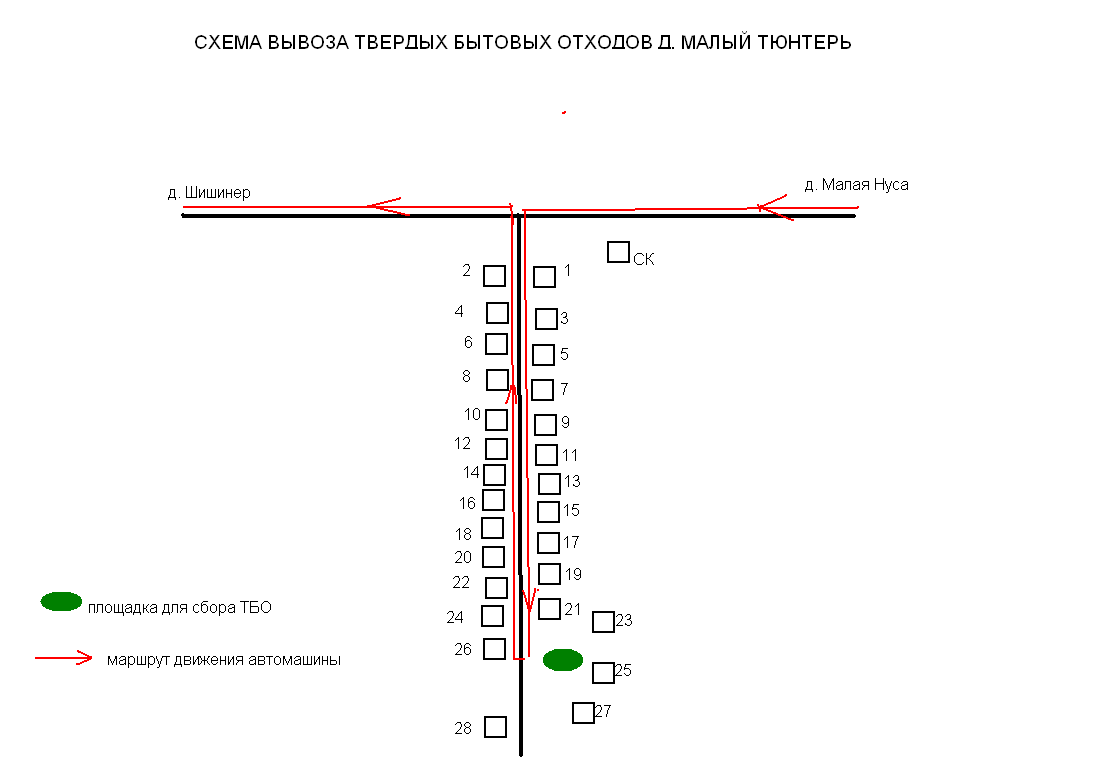 СХЕМА ВЫВОЗА ТВЕРДЫХ БЫТОВЫХ ОТХОДОВ Д. МАЛЫЙ ТЮНТЕРЬ
д. Шишинер
д. Малая Нуса
СК
2 1
4 3
6 5
8 7
10 9
12 11
14 13
16 15
18 17
20 19
22 21
24 23
26 25
28 27
площадка для сбора ТБО
маршрут движения автомашины